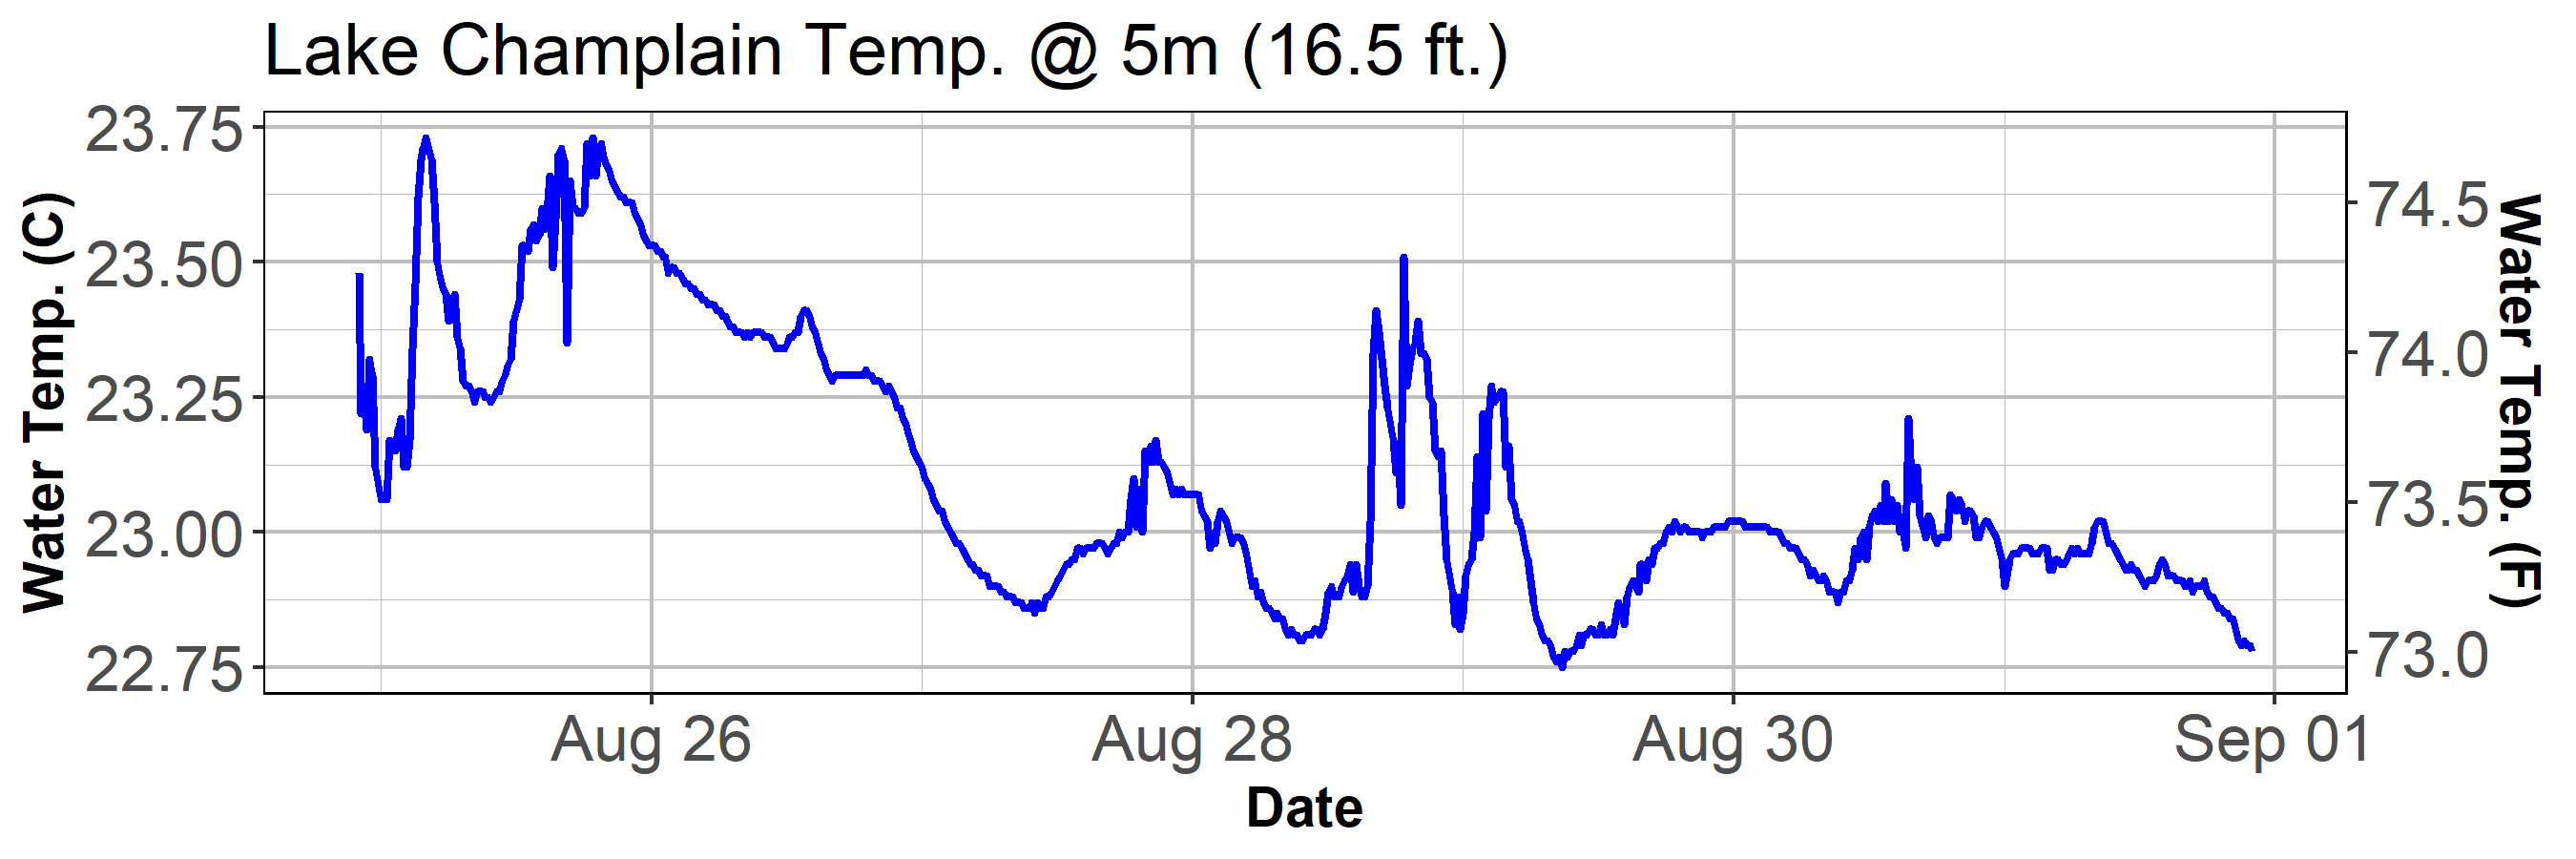 Lake Champlain Temp. @ 5m (16.5 ft.)
Water Temp. (C)
23.75
23.50
23.25
23.00
22.75
74.5
74.0
73.5
73.0
Water Temp. (F)
Aug 26 Aug 28 Aug 30 Sep 01
Date